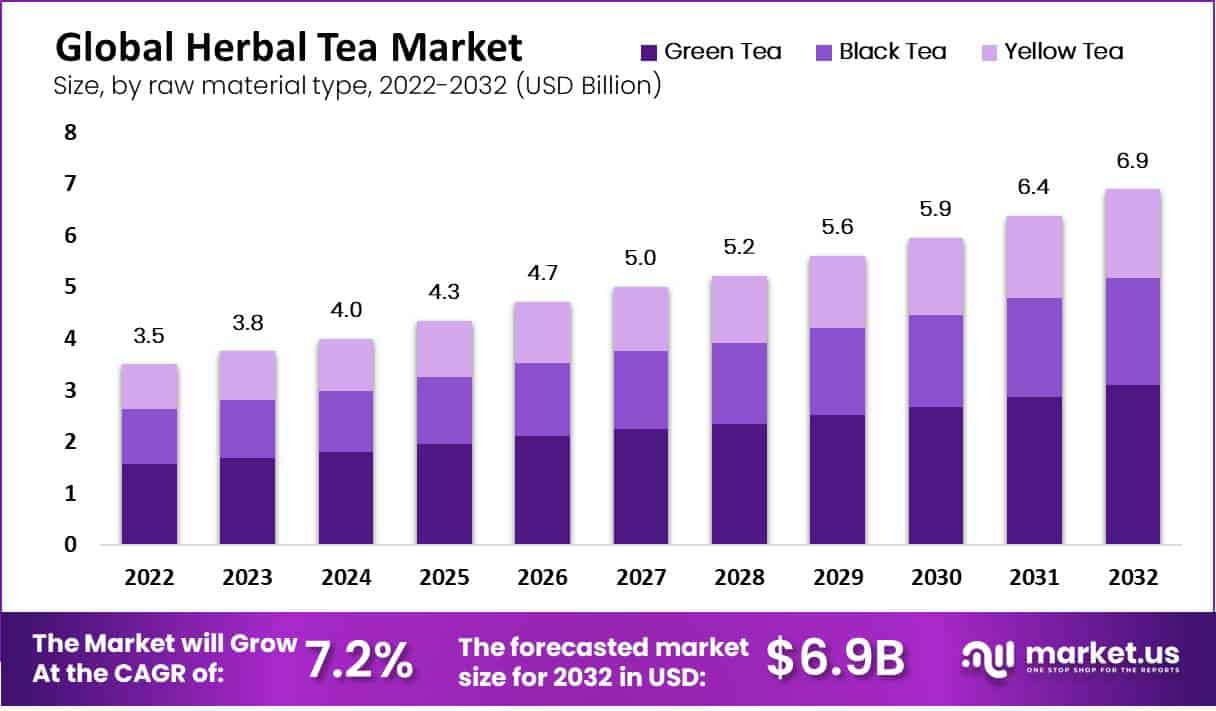 Global Herbal Tea Market
Size, by raw material type, 2022-2032 (USD Billion)
Green Tea
Black Tea
Yellow Tea
8
7
6
5
4
3
2
1
0
3.5
3.8
4.0
4.3
4.7
5.0
5.2
5.6
5.9
6.4
6.9
2022
2023
2024
2025
2026
2027
2028
2029
2030
2031
2032
The Market will Grow
At the CAGR of:
7.2%
The forecasted market
size for 2032 in USD:
$6.9B
market.us
ONE STOP SHOP FOR THE REPORTS